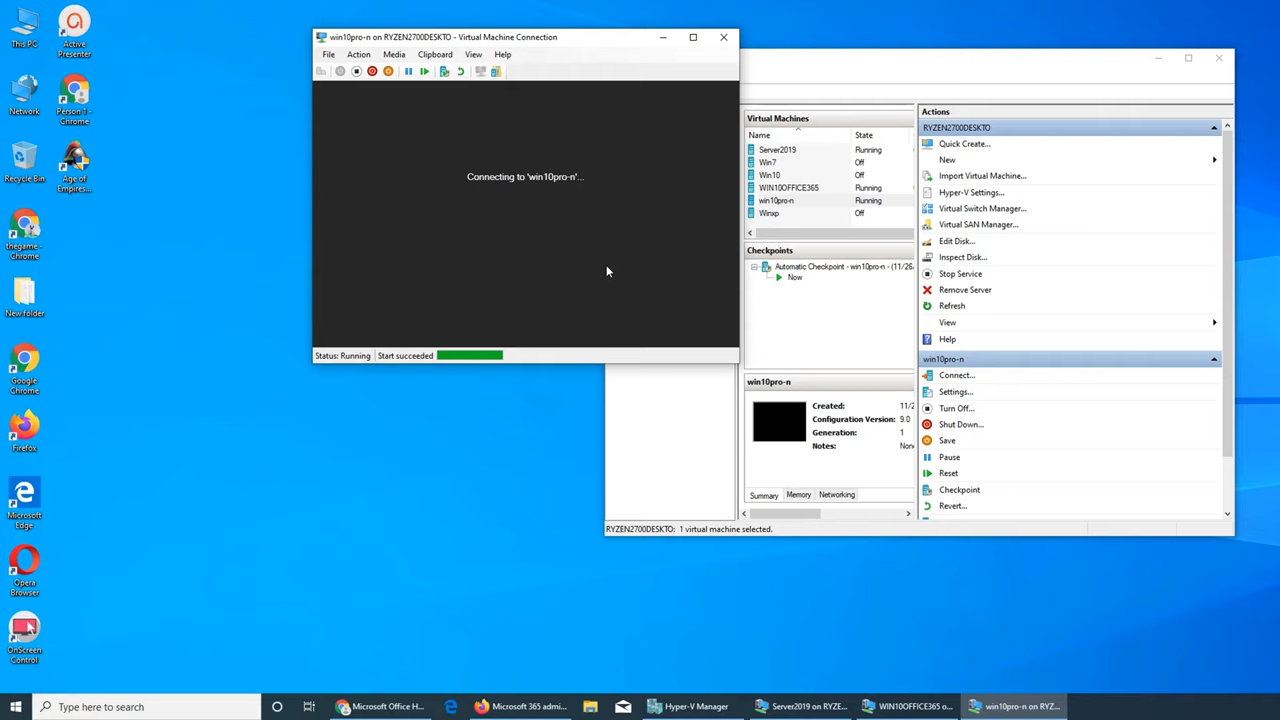 This PC
Active
Presenter
Network
Person 1 -
Chrome
Recycle Bin
Age of
Empires...
thegame -
Chrome
New folder
Google
Chrome
Firefox
Microsoft
Edge
Opera
Browser
OnScreen
Control
win10pro-n on RYZEN2700DESKTO - Virtual Machine Connection
File Action Media Clipboard View Help
Connecting to 'win10pro-n'...
Status: Running Start succeeded
Virtual Machines
Name State
Server2019 Running
Win7 Off
Win10 Off
WIN10OFFICE365 Running
win10pro-n Running
Winxp Off
Checkpoints
Automatic Checkpoint - win10pro-n - (11/26
Now
win10pro-n
Created: 11/2
Configuration Version: 9.0
Generation: 1
Notes: None
Summary Memory Networking
Actions
RYZEN2700DESKTO
Quick Create...
New
Import Virtual Machine...
Hyper-V Settings...
Virtual Switch Manager...
Virtual SAN Manager...
Edit Disk...
Inspect Disk...
Stop Service
Remove Server
Refresh
View
Help
win10pro-n
Connect...
Settings...
Turn Off...
Shut Down...
Save
Pause
Reset
Checkpoint
Revert...
RYZEN2700DESKTO: 1 virtual machine selected.
Type here to search
Microsoft Office H...
Microsoft 365 admi...
Hyper-V Manager
Server2019 on RYZE...
WIN10OFFICE365 o...
win10pro-n on RYZ...